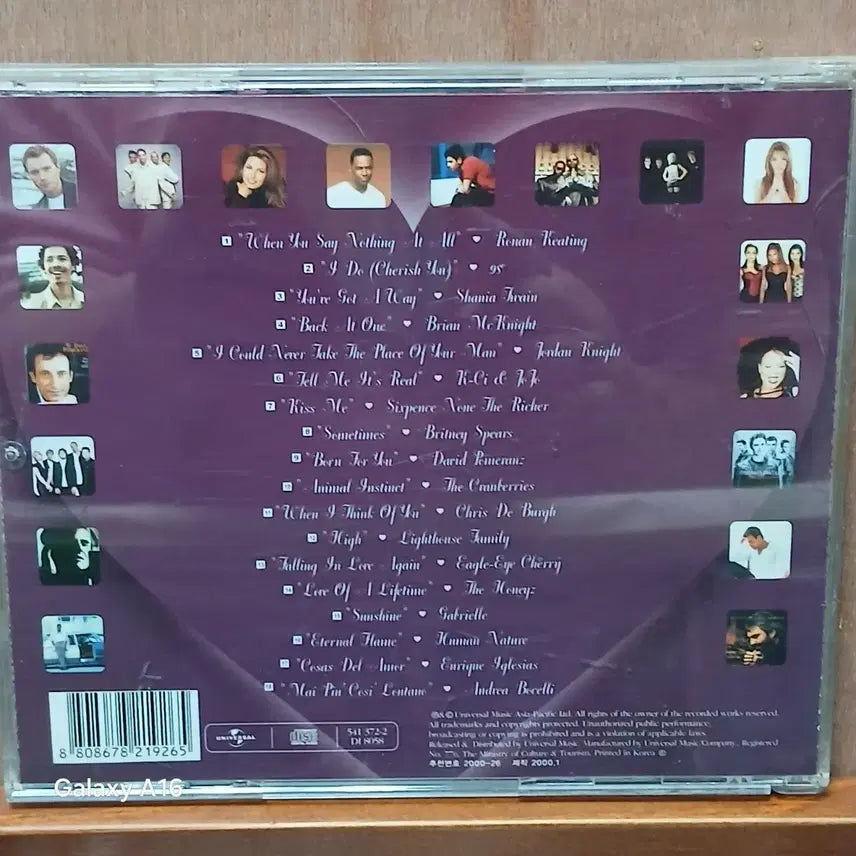 1 "When You Say Nothing At All" ♥ Ronan Keating
2 "I Do (Cherish You)" ♥ 98°
3 "You're Got A Way" ♥ Shania Twain
4 "Back At One" ♥ Brian McKnight
5 "I Could Never Take The Place Of Your Man" ♥ Jordan Knight
6 "Tell Me It's Real" ♥ K-Ci & JoJo
7 "Kiss Me" ♥ Sixpence None The Richer
8 "Sometimes" ♥ Britney Spears
9 "Born For You" ♥ David Pomeranz
10 "Animal Instinct" ♥ The Cranberries
11 "When I Think Of You" ♥ Chris De Burgh
12 "High" ♥ Lighthouse Family
13 "Falling In Love Again" ♥ Eagle-Eye Cherry
14 "Love Of A Lifetime" ♥ The Honeyz
15 "Sunshine" ♥ Gabrielle
16 "Eternal Flame" ♥ Human Nature
17 "Cosas Del Amor" ♥ Enrique Iglesias
18 "Mai Piu' Cosi' Lontano" ♥ Andrea Bocelli
8 808678 219265
UNIVERSAL
disc
541 372-2
DI 8058
℗& © Universal Music Asia-Pacific Ltd. All rights of the owner of the recorded works reserved.
All trademarks and copyrights protected. Unauthorized public performance,
broadcasting or copying is prohibited and is a violation of applicable laws.
Released & Distributed by Universal Music. Manufactured by Universal Music Company, Registered
No. 776, The Ministry of Culture & Tourism. Printed in Korea
추천번호 2000-26 제작 2000.1
Galaxy A16